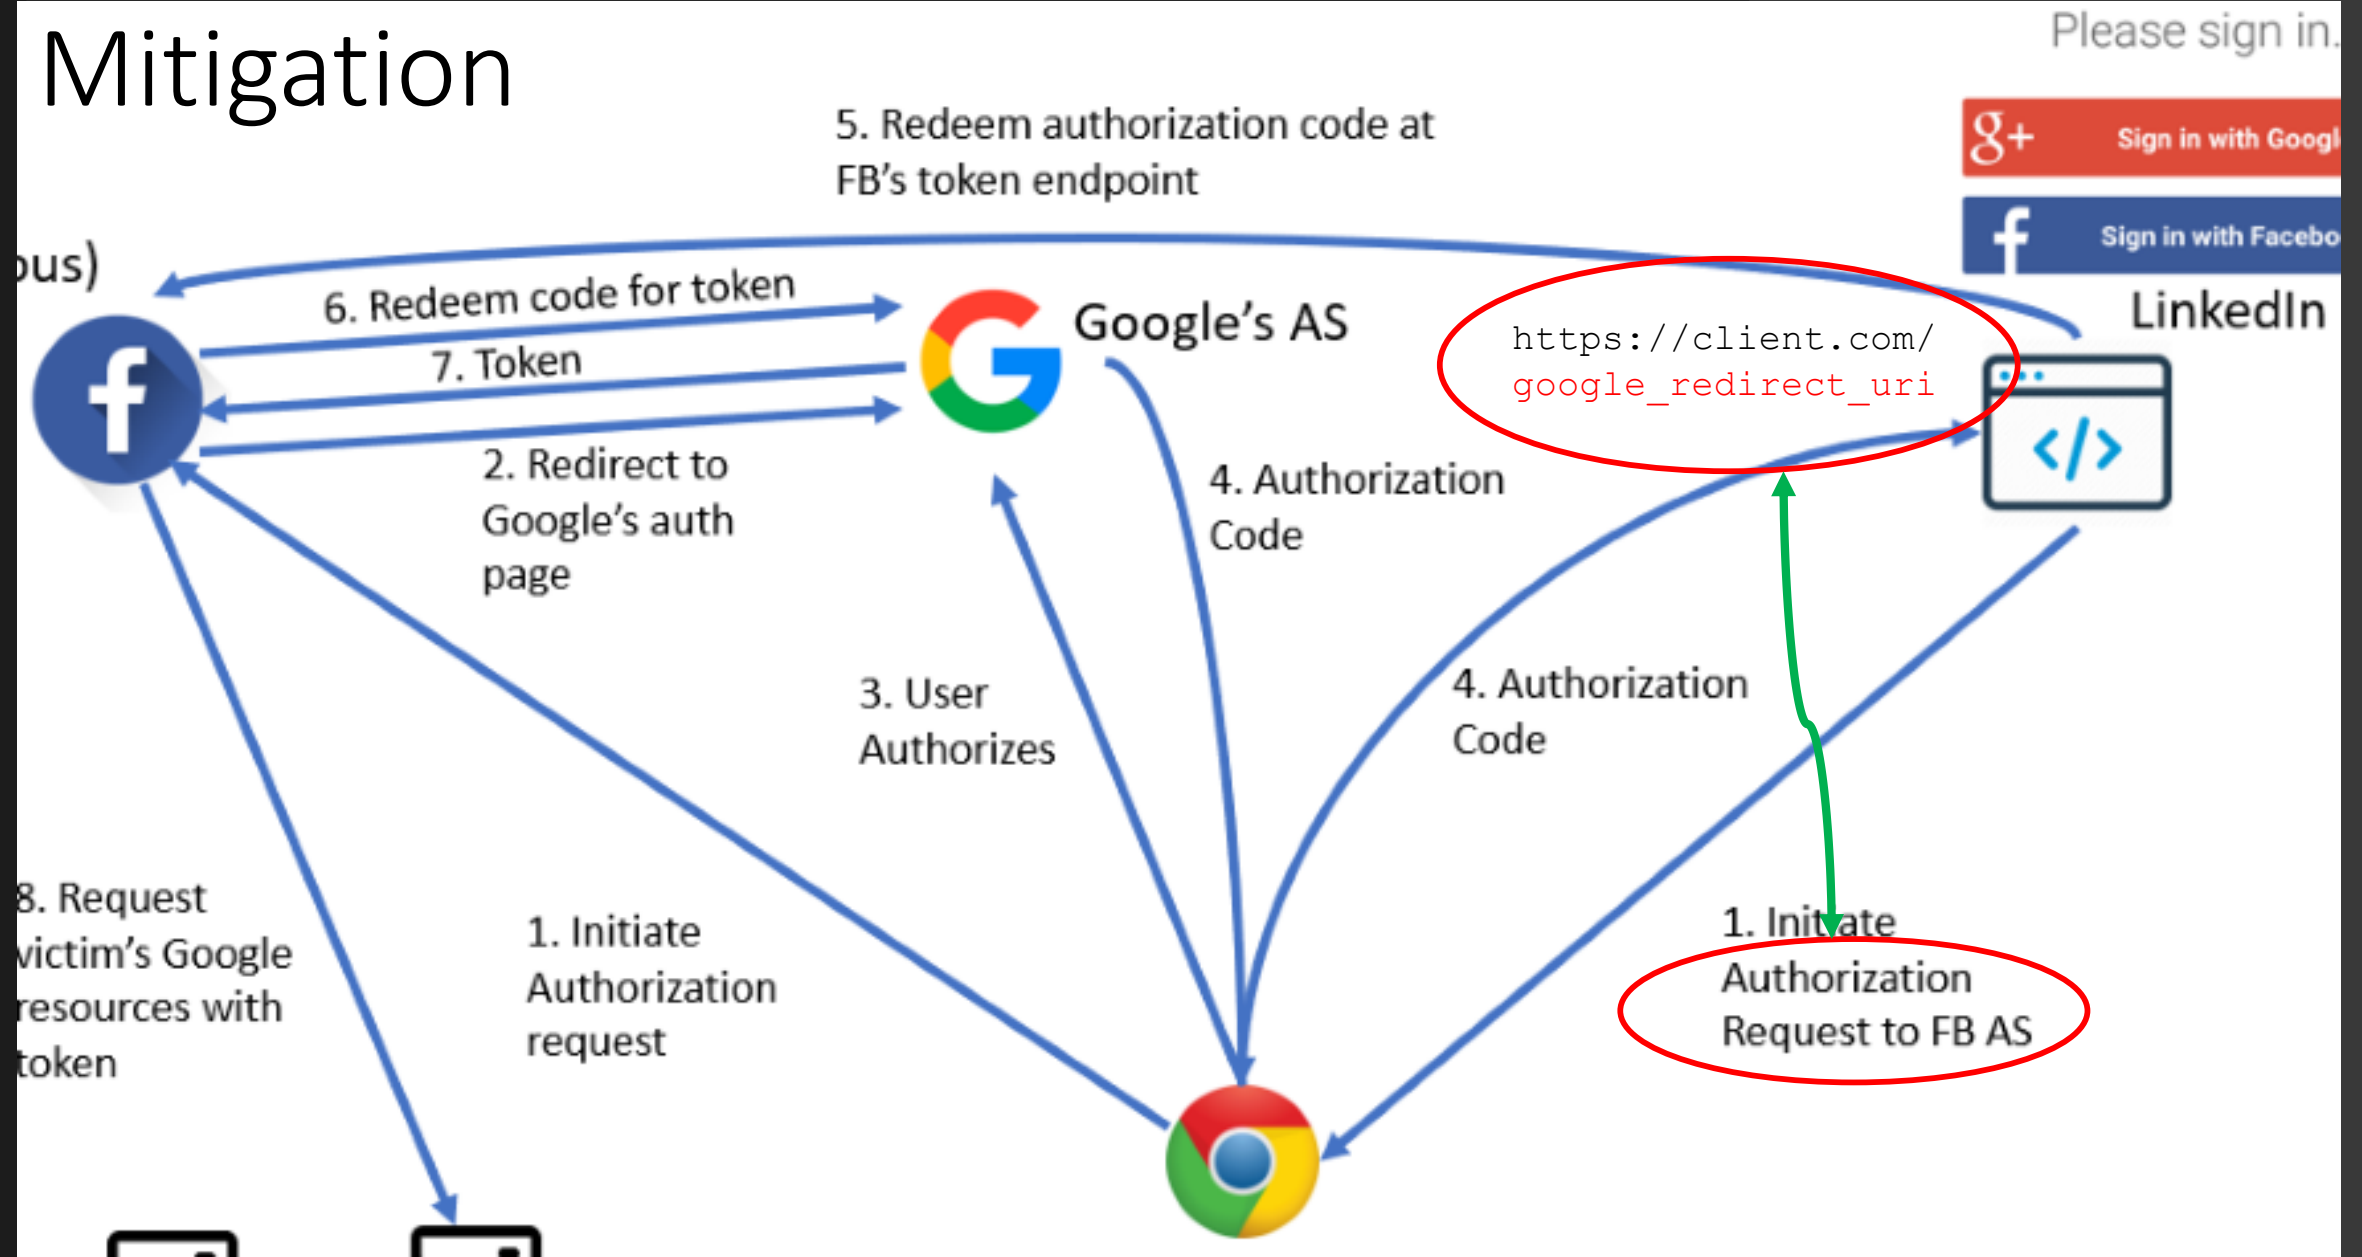 Mitigation
Please sign in.
5. Redeem authorization code at
FB's token endpoint
g+ Sign in with Googl
f Sign in with Facebo
ous)
6. Redeem code for token
7. Token
Google's AS
https://client.com/
google_redirect_uri
LinkedIn
2. Redirect to
Google's auth
page
4. Authorization
Code
3. User
Authorizes
4. Authorization
Code
8. Request
victim's Google
resources with
token
1. Initiate
Authorization
request
1. Initiate
Authorization
Request to FB AS